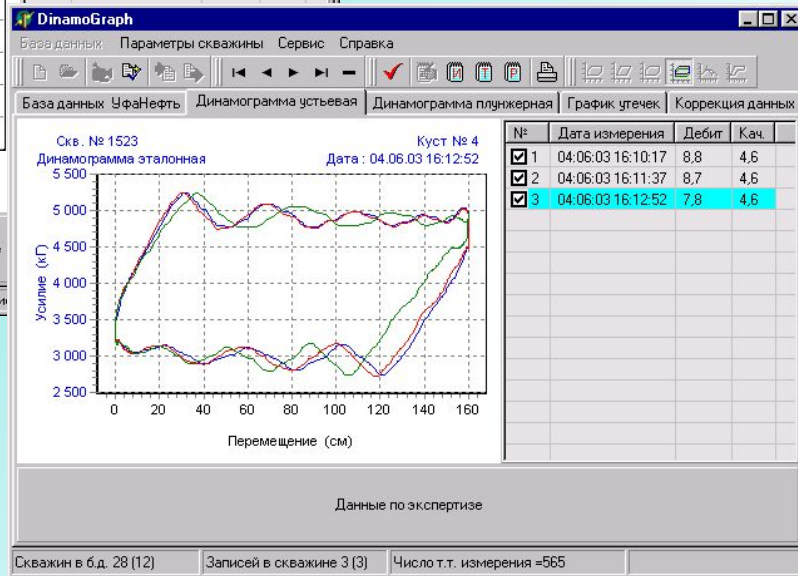 DinamoGraph
База данных Параметры скважины Сервис Справка
И Т Р
База данных УфаНефть Динамограмма устьевая Динамограмма плунжерная График утечек Коррекция данных
Скв. № 1523 Куст № 4
Динамограмма эталонная Дата : 04.06.03 16:12:52
5 500
5 000
4 500
4 000
3 500
3 000
2 500
Усилие (кГ)
0 20 40 60 80 100 120 140 160
Перемещение (см)
№ Дата измерения Дебит Кач.
1 04:06:03 16:10:17 8,8 4,6
2 04:06:03 16:11:37 8,7 4,6
3 04:06:03 16:12:52 7,8 4,6
Данные по экспертизе
Скважин в б.д. 28 (12) Записей в скважине 3 (3) Число т.т. измерения =565